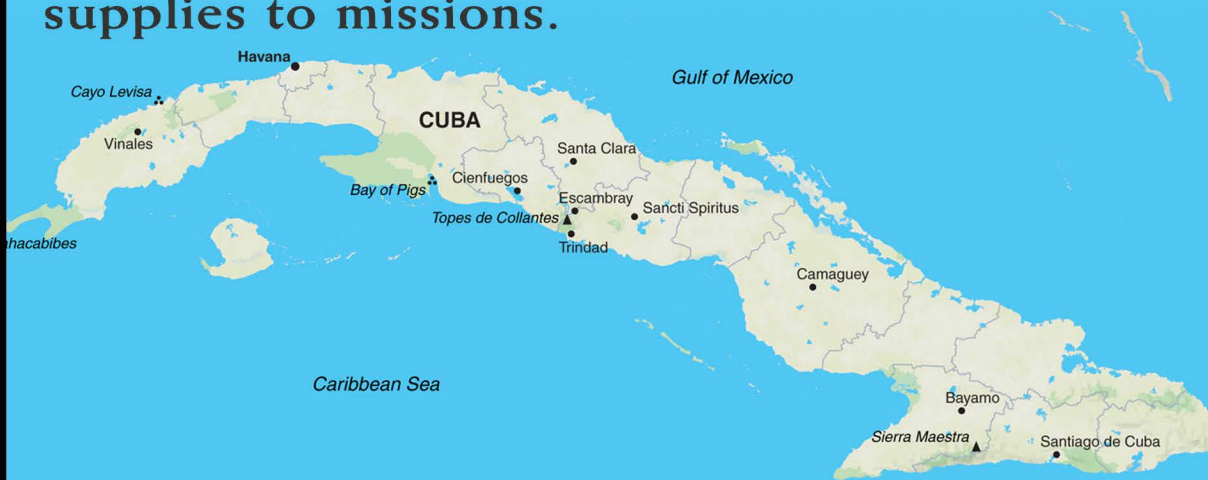 supplies to missions.
Havana
Gulf of Mexico
Cayo Levisa
CUBA
Vinales
Santa Clara
Cienfuegos
Bay of Pigs
Escambray
Sancti Spiritus
Topes de Collantes
ahacabibes
Trindad
Camaguey
Caribbean Sea
Bayamo
Sierra Maestra
Santiago de Cuba